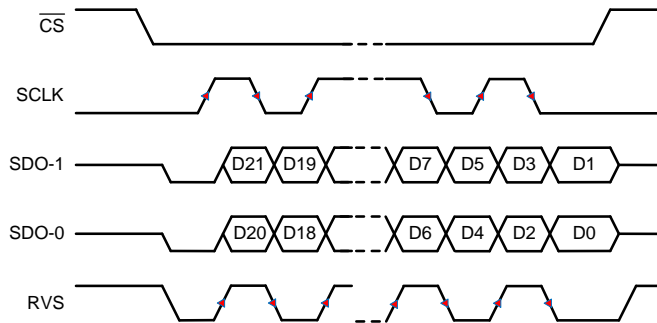 CS
SCLK
SDO-1 D21 D19 D7 D5 D3 D1
SDO-0 D20 D18 D6 D4 D2 D0
RVS